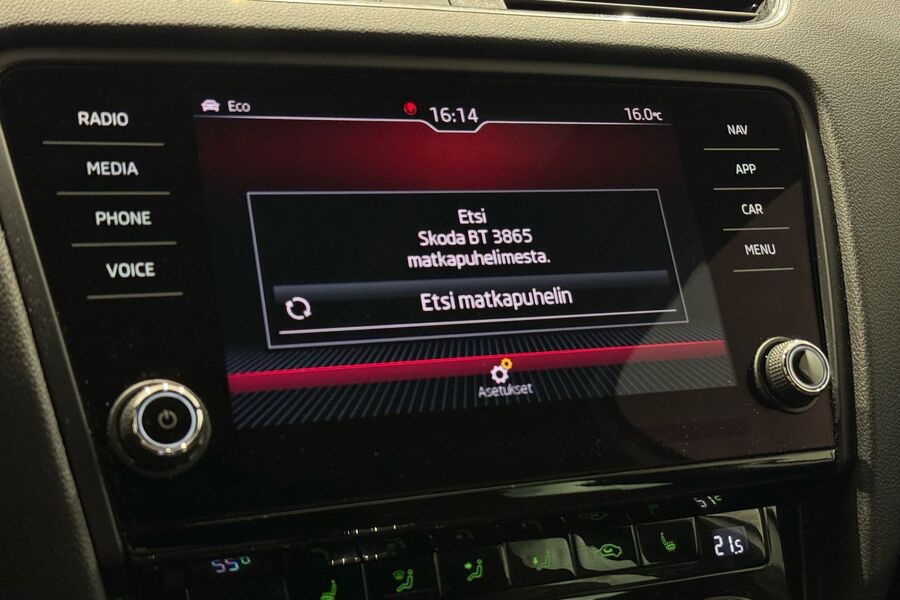 Eco
16:14
16.0°C
RADIO
MEDIA
PHONE
VOICE
NAV
APP
CAR
MENU
Etsi
Skoda BT 3865
matkapuhelimesta.
Etsi matkapuhelin
Asetukset
21.5